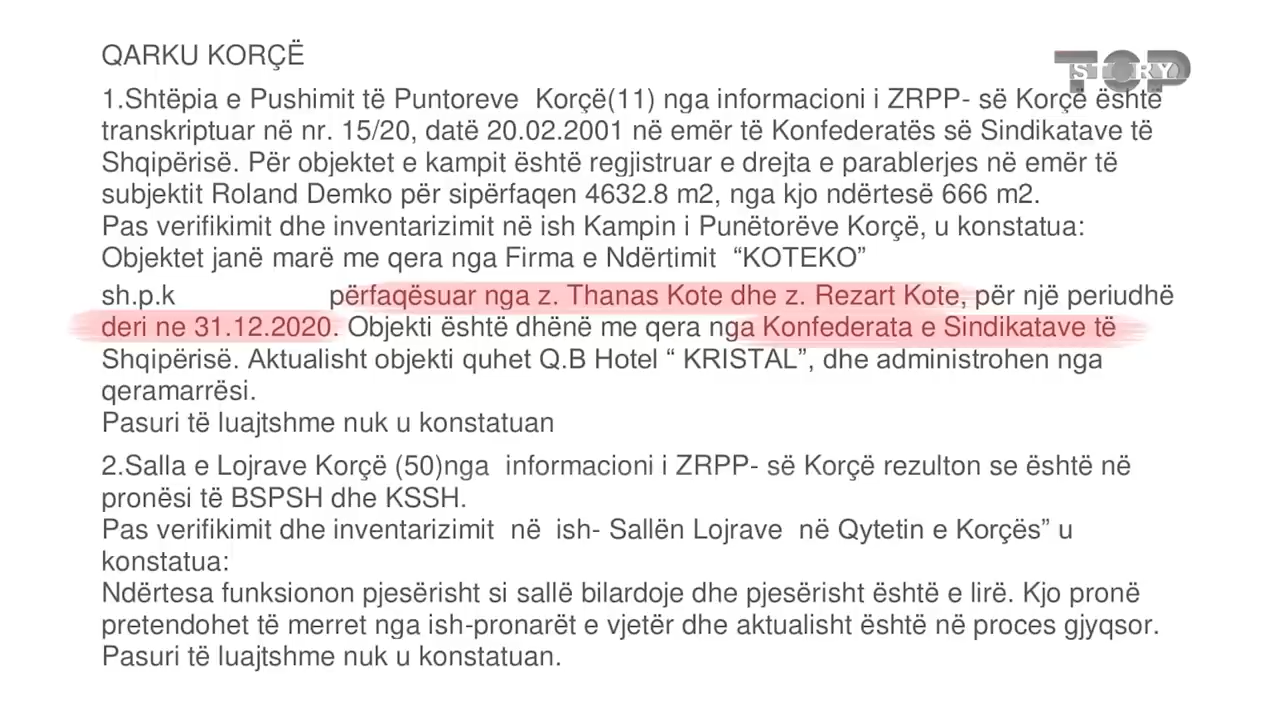 QARKU KORÇË
TOP STORY
1.Shtëpia e Pushimit të Puntoreve Korçë(11) nga informacioni i ZRPP- së Korçë është
transkriptuar në nr. 15/20, datë 20.02.2001 në emër të Konfederatës së Sindikatave të
Shqipërisë. Për objektet e kampit është regjistruar e drejta e parablerjes në emër të
subjektit Roland Demko për sipërfaqen 4632.8 m2, nga kjo ndërtesë 666 m2.
Pas verifikimit dhe inventarizimit në ish Kampin i Punëtorëve Korçë, u konstatua:
Objektet janë marë me qera nga Firma e Ndërtimit “KOTEKO”
sh.p.k përfaqësuar nga z. Thanas Kote dhe z. Rezart Kote, për një periudhë
deri ne 31.12.2020. Objekti është dhënë me qera nga Konfederata e Sindikatave të
Shqipërisë. Aktualisht objekti quhet Q.B Hotel “ KRISTAL”, dhe administrohen nga
qeramarrësi.
Pasuri të luajtshme nuk u konstatuan
2.Salla e Lojrave Korçë (50)nga informacioni i ZRPP- së Korçë rezulton se është në
pronësi të BSPSH dhe KSSH.
Pas verifikimit dhe inventarizimit në ish- Sallën Lojrave në Qytetin e Korçës” u
konstatua:
Ndërtesa funksionon pjesërisht si sallë bilardoje dhe pjesërisht është e lirë. Kjo pronë
pretendohet të merret nga ish-pronarët e vjetër dhe aktualisht është në proces gjyqsor.
Pasuri të luajtshme nuk u konstatuan.